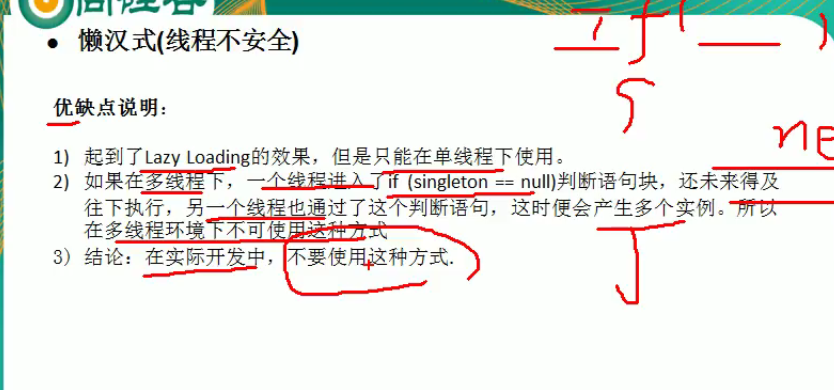 • 懒汉式(线程不安全)
if(
优缺点说明：
ne
1) 起到了Lazy Loading的效果，但是只能在单线程下使用。
2) 如果在多线程下，一个线程进入了if (singleton == null)判断语句块，还未来得及
往下执行，另一个线程也通过了这个判断语句，这时便会产生多个实例。所以
在多线程环境下不可使用这种方式
3) 结论：在实际开发中，不要使用这种方式.